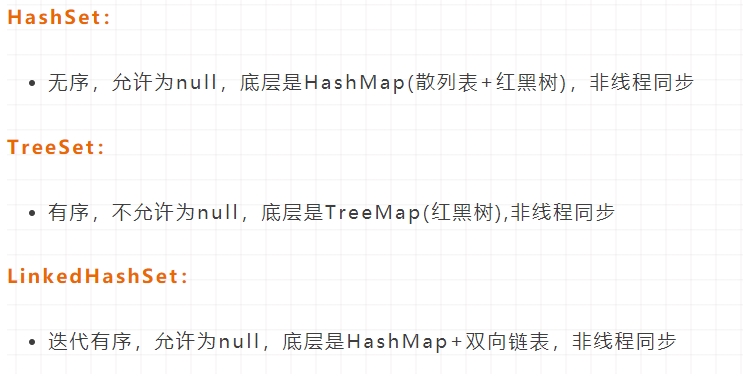 HashSet:
• 无序，允许为null，底层是HashMap(散列表+红黑树)，非线程同步
TreeSet:
• 有序，不允许为null，底层是TreeMap(红黑树),非线程同步
LinkedHashSet:
• 迭代有序，允许为null，底层是HashMap+双向链表，非线程同步